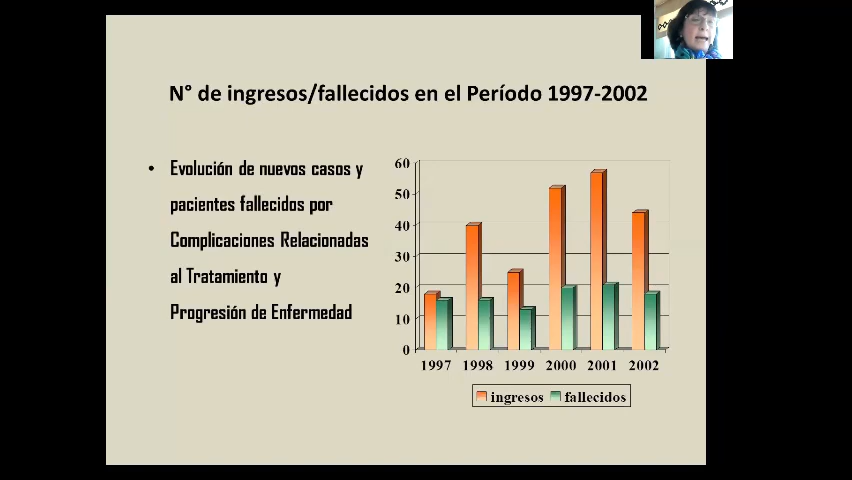 N° de ingresos/fallecidos en el Período 1997-2002
• Evolución de nuevos casos y
pacientes fallecidos por
Complicaciones Relacionadas
al Tratamiento y
Progresión de Enfermedad
60
50
40
30
20
10
0
1997 1998 1999 2000 2001 2002
ingresos fallecidos